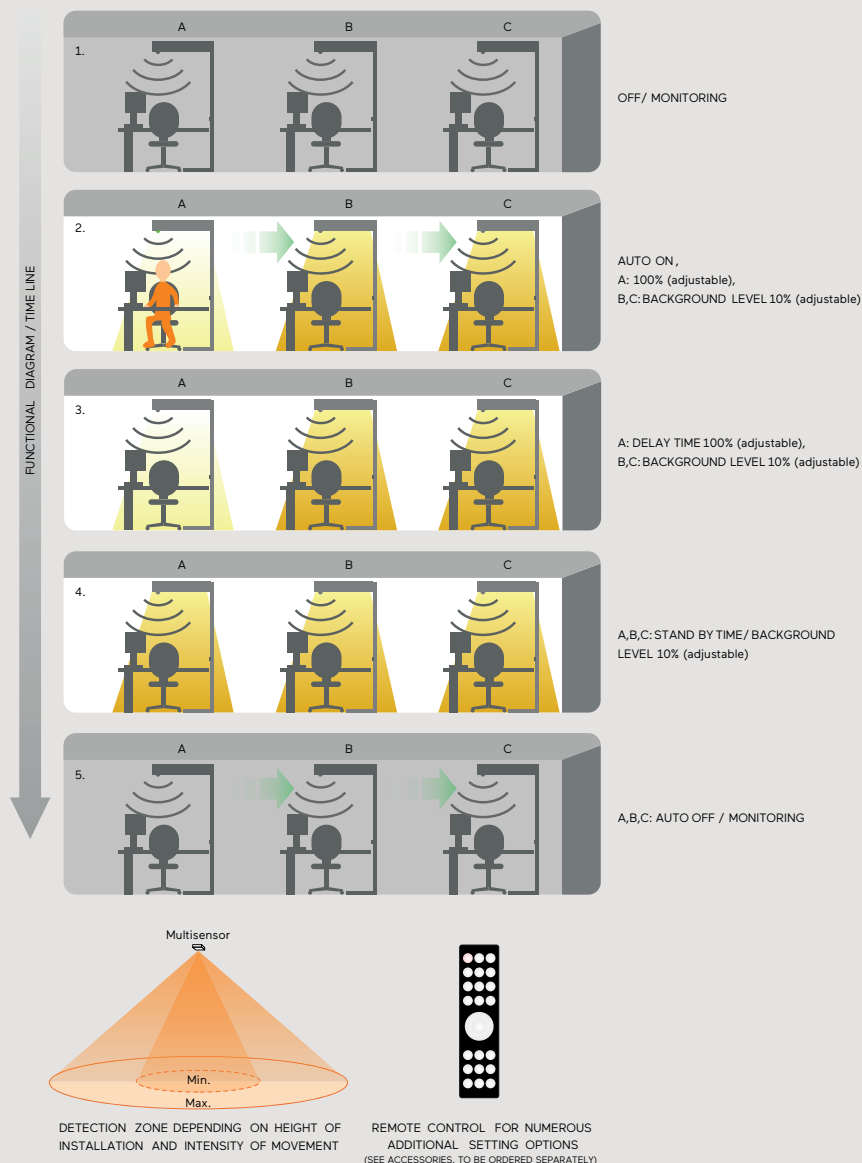 FUNCTIONAL DIAGRAM / TIME LINE
A B C
1.
OFF/ MONITORING
A B C
2.
AUTO ON,
A: 100% (adjustable),
B,C: BACKGROUND LEVEL 10% (adjustable)
A B C
3.
A: DELAY TIME 100% (adjustable),
B,C: BACKGROUND LEVEL 10% (adjustable)
A B C
4.
A,B,C: STAND BY TIME/ BACKGROUND
LEVEL 10% (adjustable)
A B C
5.
A,B,C: AUTO OFF / MONITORING
Multisensor
Min.
Max.
DETECTION ZONE DEPENDING ON HEIGHT OF
INSTALLATION AND INTENSITY OF MOVEMENT
REMOTE CONTROL FOR NUMEROUS
ADDITIONAL SETTING OPTIONS
(SEE ACCESSORIES, TO BE ORDERED SEPARATELY)